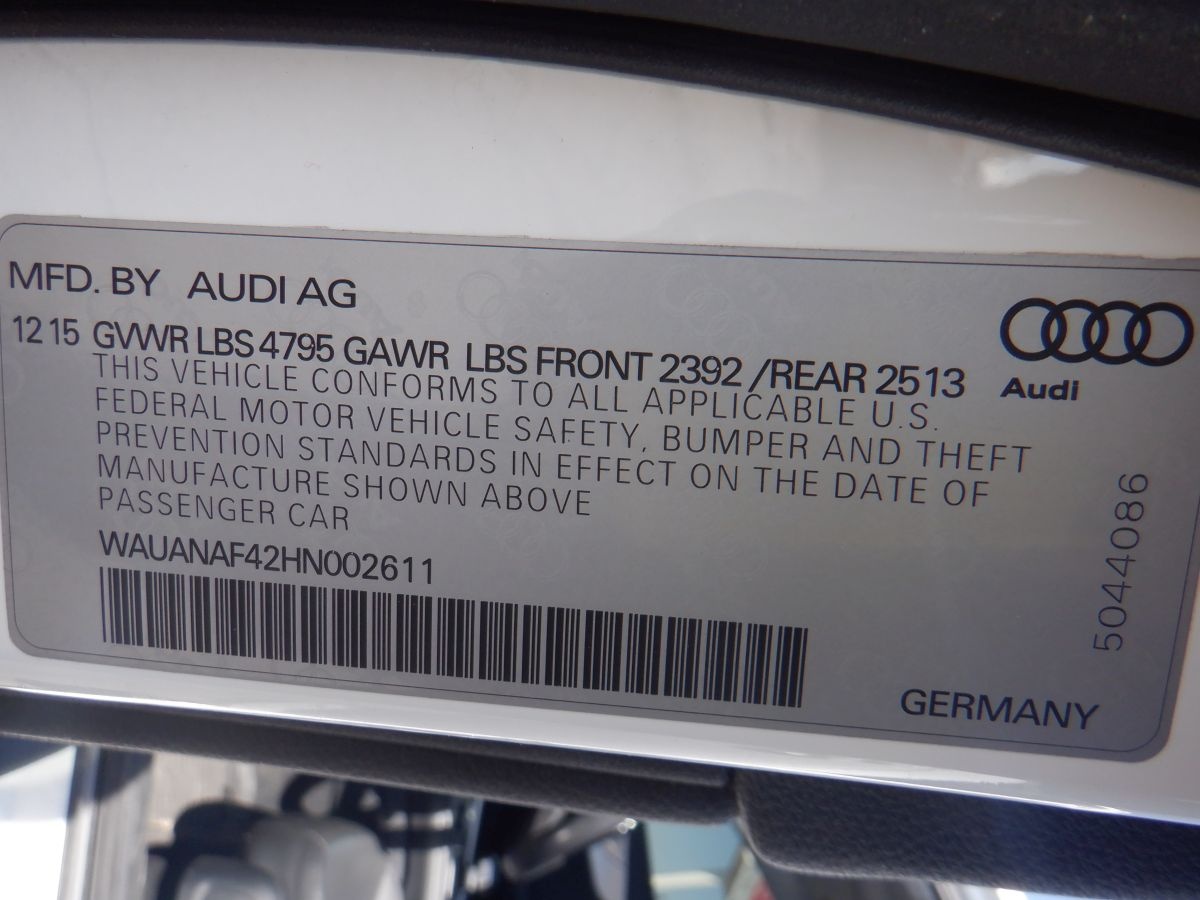 MFD. BY AUDI AG
12 15 GVWR LBS 4795 GAWR LBS FRONT 2392 /REAR 2513
THIS VEHICLE CONFORMS TO ALL APPLICABLE U.S.
FEDERAL MOTOR VEHICLE SAFETY, BUMPER AND THEFT
PREVENTION STANDARDS IN EFFECT ON THE DATE OF
MANUFACTURE SHOWN ABOVE
PASSENGER CAR
WAUANAF42HN002611
Audi
5044086
GERMANY